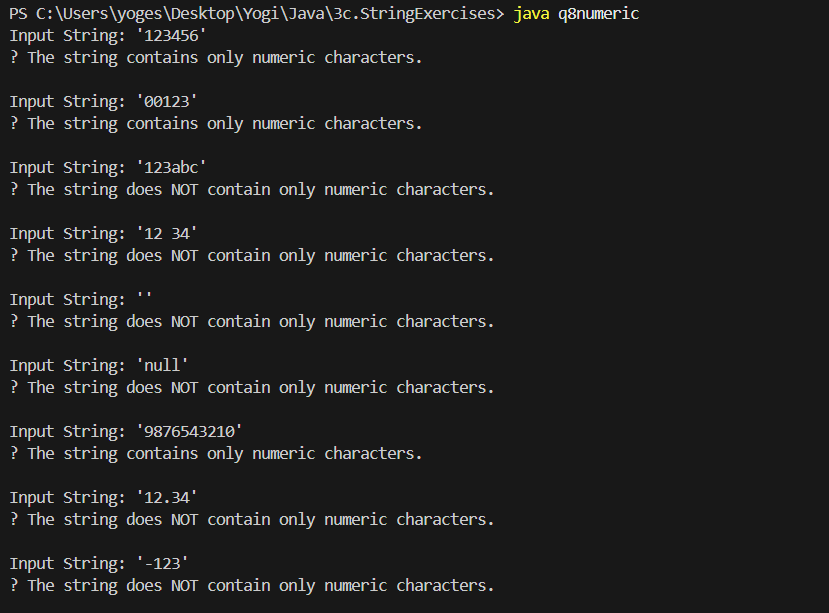 PS C:\Users\yoges\Desktop\Yogi\Java\3c.StringExercises> java q8numeric
Input String: '123456'
? The string contains only numeric characters.
Input String: '00123'
? The string contains only numeric characters.
Input String: '123abc'
? The string does NOT contain only numeric characters.
Input String: '12 34'
? The string does NOT contain only numeric characters.
Input String: ''
? The string does NOT contain only numeric characters.
Input String: 'null'
? The string does NOT contain only numeric characters.
Input String: '9876543210'
? The string contains only numeric characters.
Input String: '12.34'
? The string does NOT contain only numeric characters.
Input String: '-123'
? The string does NOT contain only numeric characters.